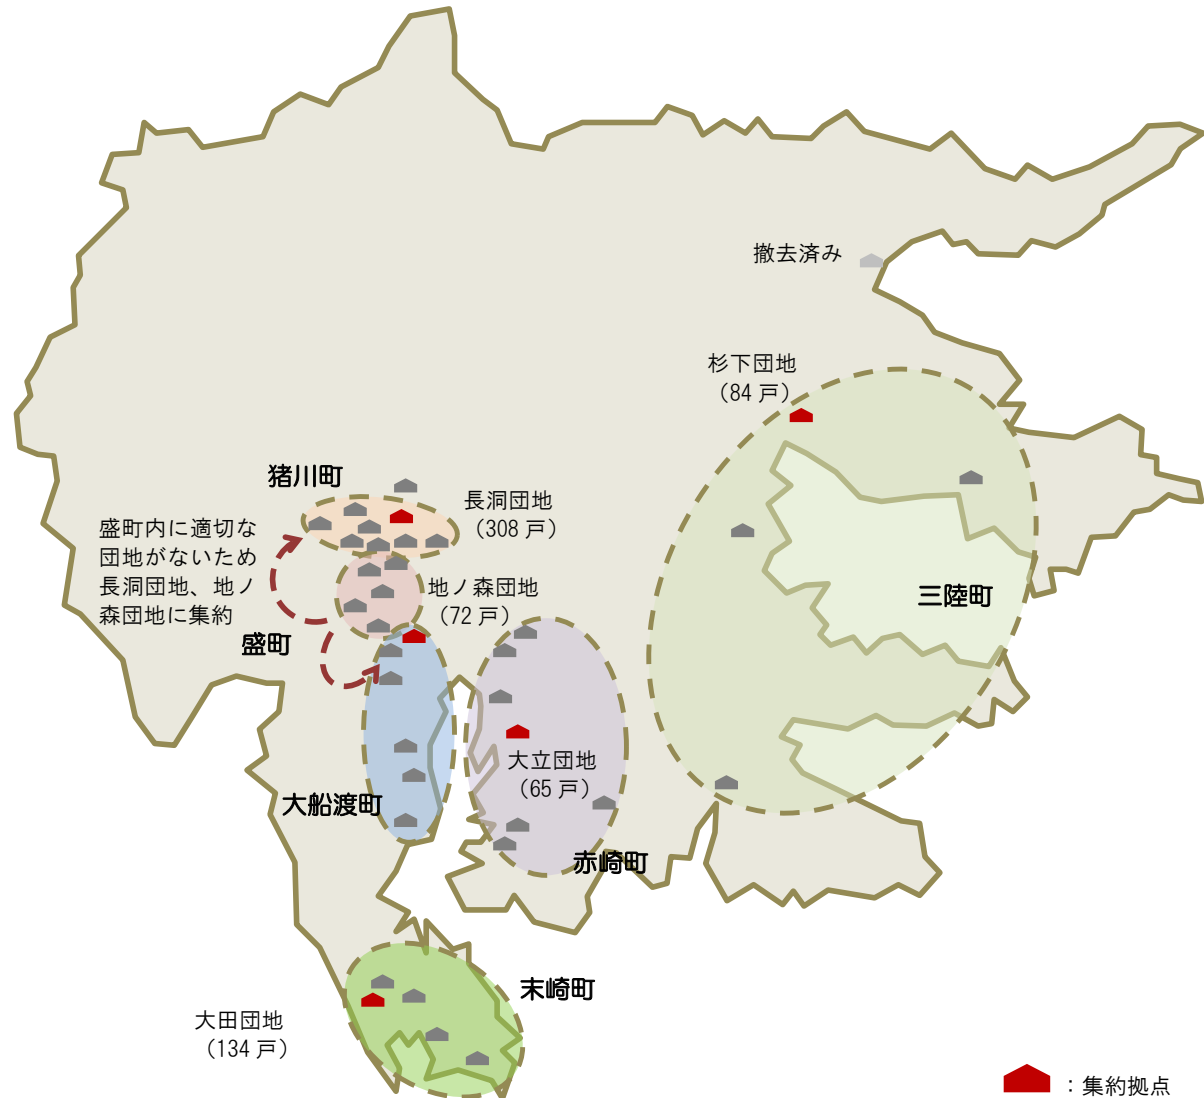 撤去済み
杉下団地
（84 戸）
猪川町
長洞団地
（308 戸）
盛町内に適切な
団地がないため
長洞団地、地ノ
森団地に集約
地ノ森団地
（72 戸）
三陸町
盛町
大立団地
（65 戸）
大船渡町
赤崎町
末崎町
大田団地
（134 戸）
：集約拠点